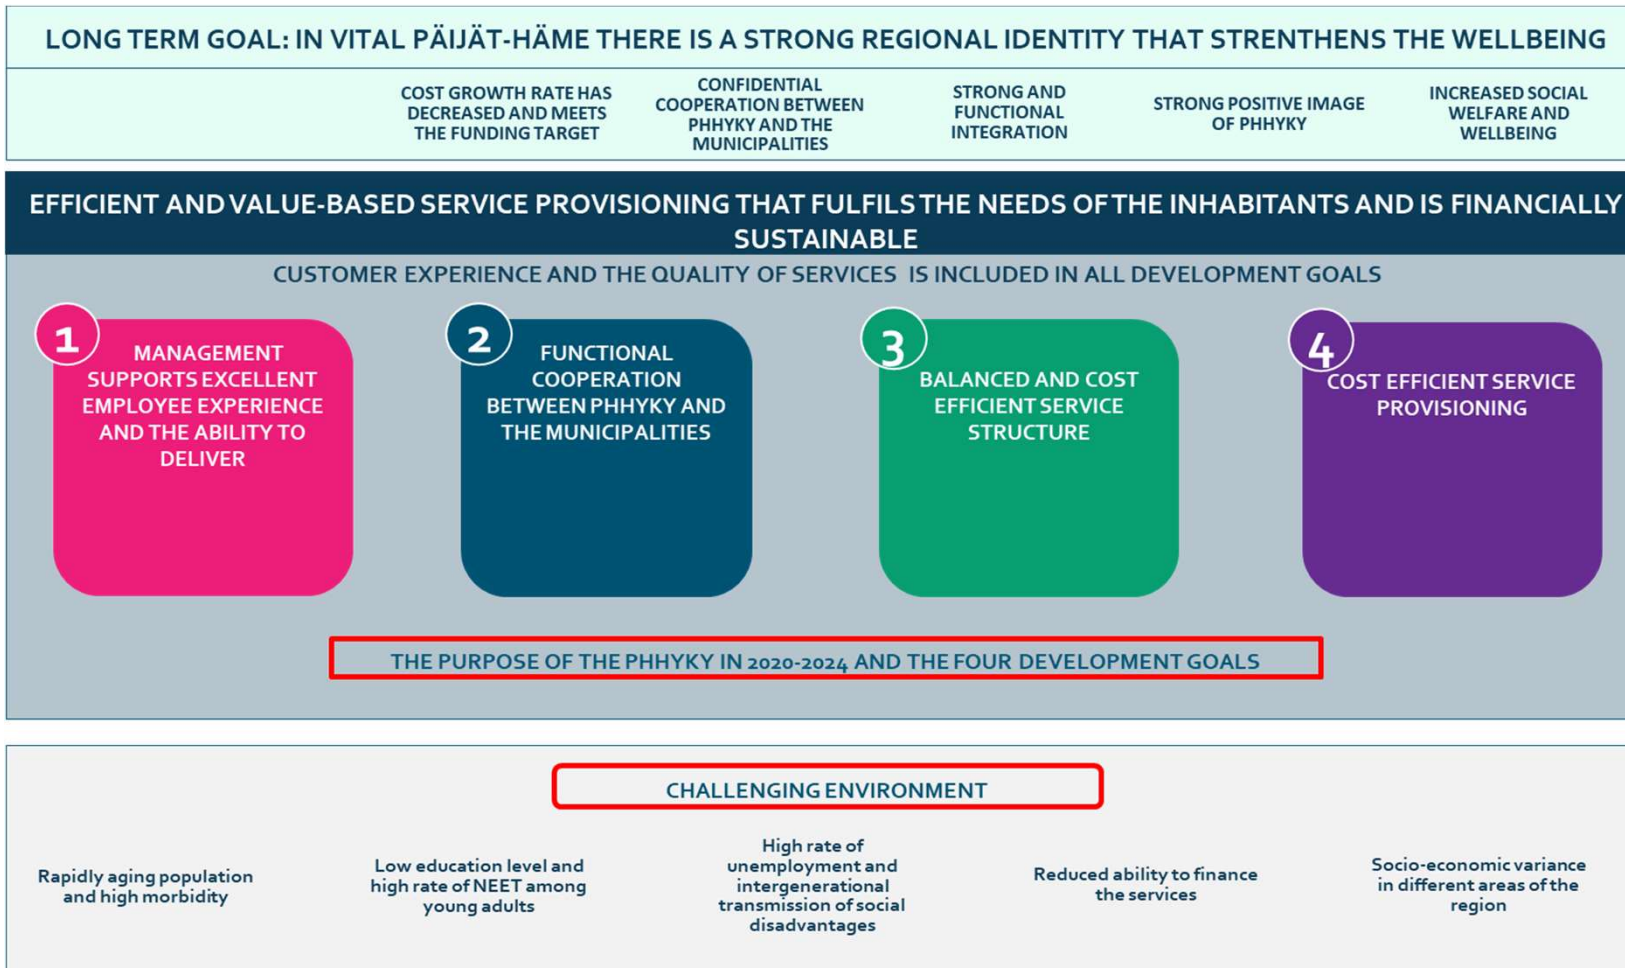 LONG TERM GOAL: IN VITAL PÄIJÄT-HÄME THERE IS A STRONG REGIONAL IDENTITY THAT STRENTHENS THE WELLBEING
COST GROWTH RATE HAS
DECREASED AND MEETS
THE FUNDING TARGET
CONFIDENTIAL
COOPERATION BETWEEN
PHHYKY AND THE
MUNICIPALITIES
STRONG AND
FUNCTIONAL
INTEGRATION
STRONG POSITIVE IMAGE
OF PHHYKY
INCREASED SOCIAL
WELFARE AND
WELLBEING
EFFICIENT AND VALUE-BASED SERVICE PROVISIONING THAT FULFILS THE NEEDS OF THE INHABITANTS AND IS FINANCIALLY
SUSTAINABLE
CUSTOMER EXPERIENCE AND THE QUALITY OF SERVICES IS INCLUDED IN ALL DEVELOPMENT GOALS
1
MANAGEMENT
SUPPORTS EXCELLENT
EMPLOYEE EXPERIENCE
AND THE ABILITY TO
DELIVER
2
FUNCTIONAL
COOPERATION
BETWEEN PHHYKY AND
THE MUNICIPALITIES
3
BALANCED AND COST
EFFICIENT SERVICE
STRUCTURE
4
COST EFFICIENT SERVICE
PROVISIONING
THE PURPOSE OF THE PHHYKY IN 2020-2024 AND THE FOUR DEVELOPMENT GOALS
CHALLENGING ENVIRONMENT
Rapidly aging population
and high morbidity
Low education level and
high rate of NEET among
young adults
High rate of
unemployment and
intergenerational
transmission of social
disadvantages
Reduced ability to finance
the services
Socio-economic variance
in different areas of the
region